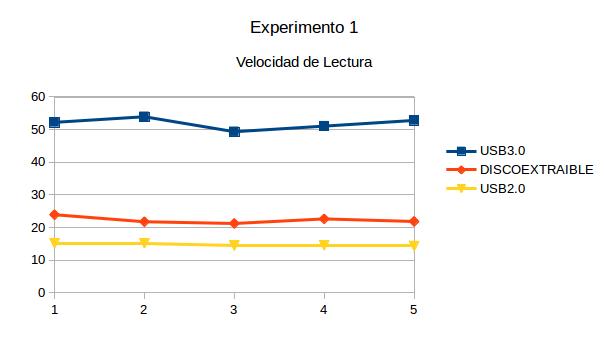 Experimento 1
Velocidad de Lectura
60
50
40
30
20
10
0
1 2 3 4 5
USB3.0
DISCOEXTRAIBLE
USB2.0